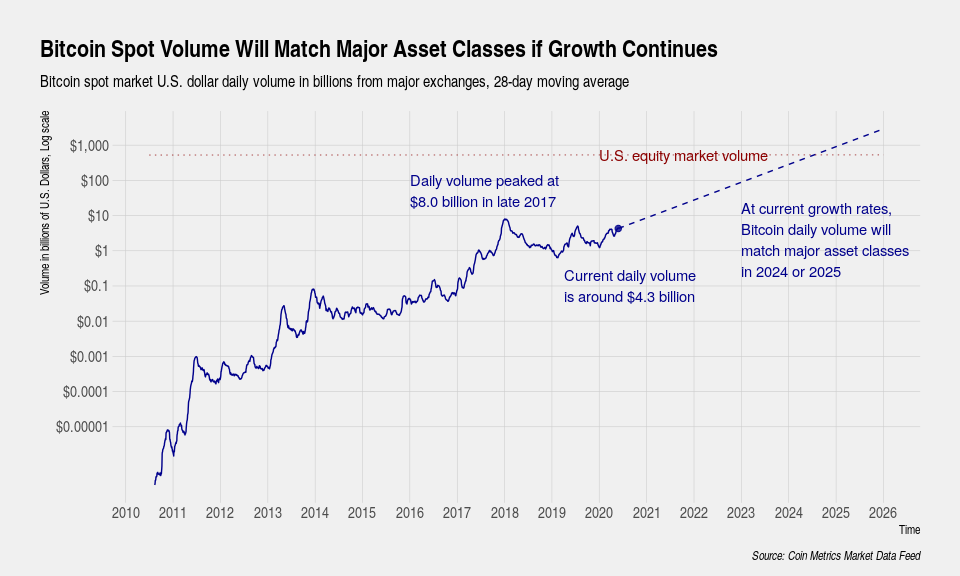 Bitcoin Spot Volume Will Match Major Asset Classes if Growth Continues
Bitcoin spot market U.S. dollar daily volume in billions from major exchanges, 28-day moving average
Volume in billions of U.S. Dollars, Log scale
$1,000
$100
$10
$1
$0.1
$0.01
$0.001
$0.0001
$0.00001
U.S. equity market volume
Daily volume peaked at
$8.0 billion in late 2017
At current growth rates,
Bitcoin daily volume will
match major asset classes
in 2024 or 2025
Current daily volume
is around $4.3 billion
2010 2011 2012 2013 2014 2015 2016 2017 2018 2019 2020 2021 2022 2023 2024 2025 2026
Time
Source: Coin Metrics Market Data Feed